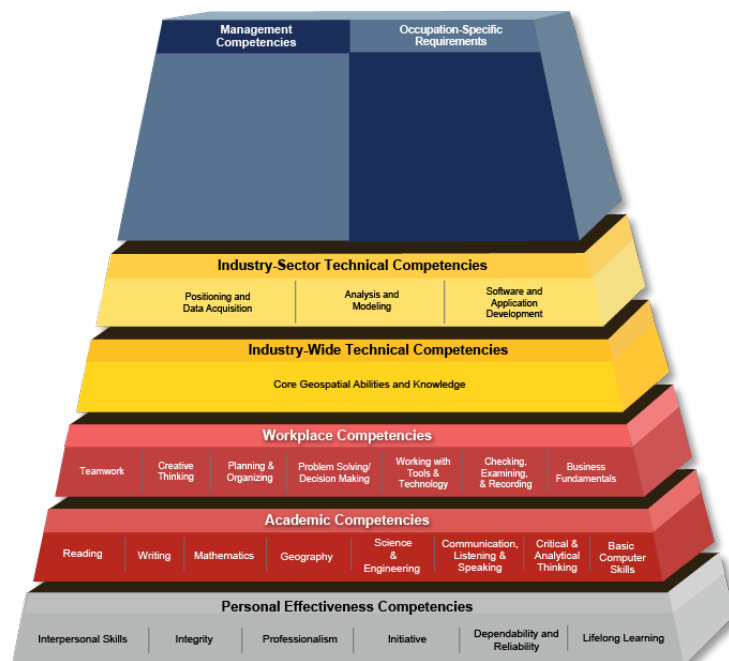 Management
Competencies
Occupation-Specific
Requirements
Industry-Sector Technical Competencies
Positioning and
Data Acquisition
Analysis and
Modeling
Software and
Application
Development
Industry-Wide Technical Competencies
Core Geospatial Abilities and Knowledge
Workplace Competencies
Teamwork
Creative
Thinking
Planning &
Organizing
Problem Solving/
Decision Making
Working with
Tools &
Technology
Checking,
Examining,
& Recording
Business
Fundamentals
Academic Competencies
Reading
Writing
Mathematics
Geography
Science
&
Engineering
Communication,
Listening &
Speaking
Critical &
Analytical
Thinking
Basic
Computer
Skills
Personal Effectiveness Competencies
Interpersonal Skills
Integrity
Professionalism
Initiative
Dependability and
Reliability
Lifelong Learning